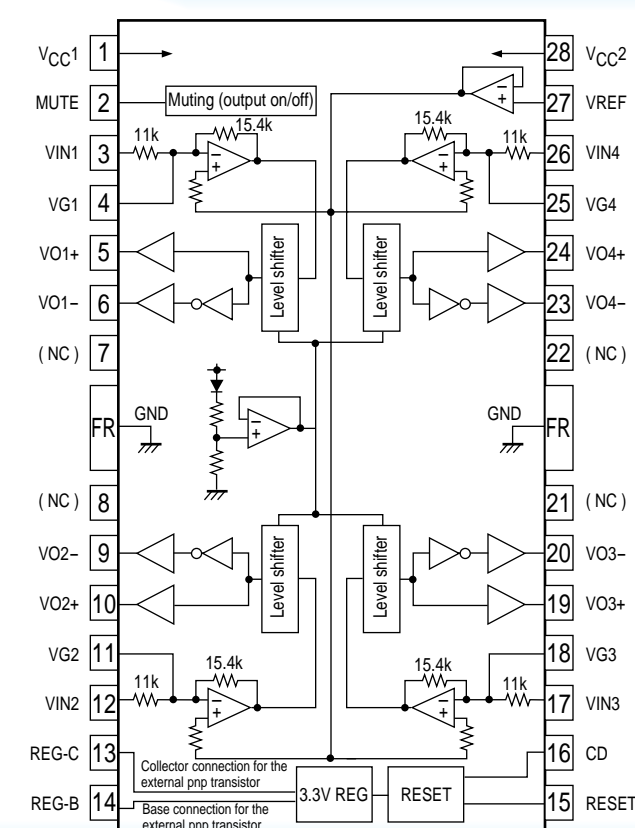 VCC1 1 28 VCC2
MUTE 2 Muting (output on/off) 27 VREF
11k 15.4k 15.4k 11k
VIN1 3 − + − + 26 VIN4
VG1 4 25 VG4
VO1+ 5 Level shifter Level shifter 24 VO4+
VO1− 6 23 VO4−
( NC ) 7 22 ( NC )
FR GND − + GND FR
( NC ) 8 21 ( NC )
VO2− 9 Level shifter Level shifter 20 VO3−
VO2+ 10 19 VO3+
VG2 11 18 VG3
11k 15.4k 15.4k 11k
VIN2 12 − + − + 17 VIN3
REG-C 13 16 CD
Collector connection for the
external pnp transistor
3.3V REG RESET
REG-B 14 15 RESET
Base connection for the
external pnp transistor